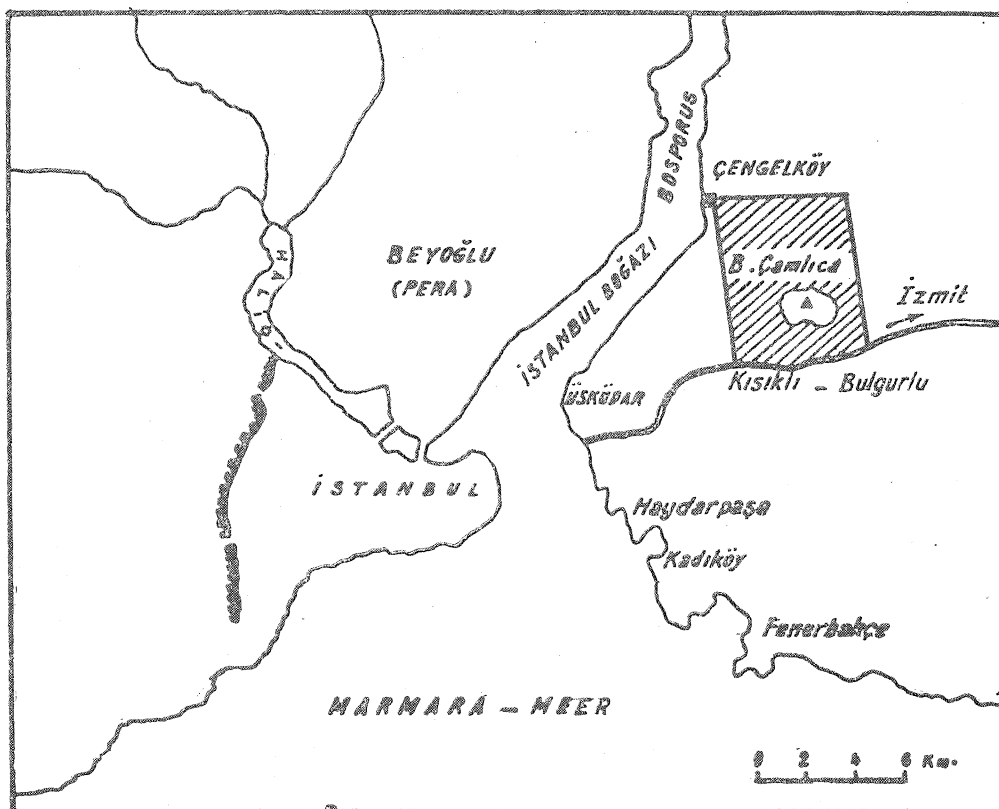 BOSPORUS
ÇENGELKÖY
HALİÇ
BEYOĞLU
(PERA)
İSTANBUL BOĞAZI
B. Çamlıca
İzmit
Kısıklı - Bulgurlu
ÜSKÖDAR
İSTANBUL
Haydarpaşa
Kadıköy
Fenerbahçe
MARMARA - MEER
0 2 4 6 Km.